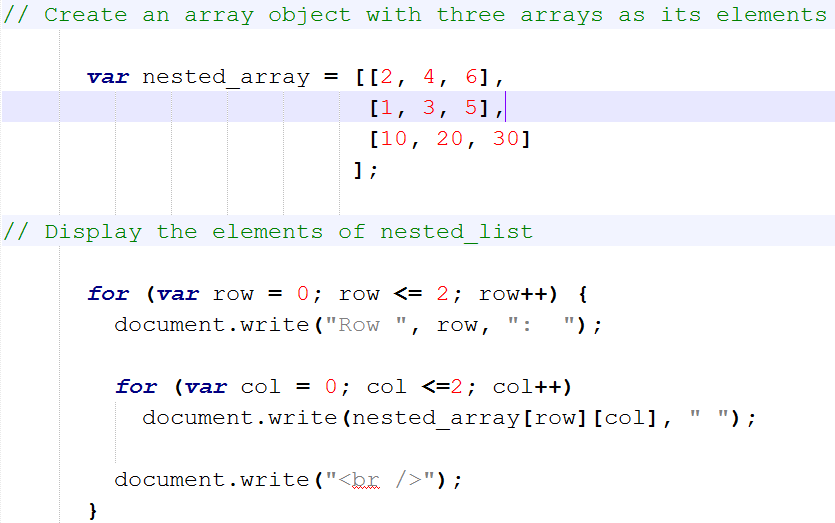 // Create an array object with three arrays as its elements
var nested_array = [[2, 4, 6],
[1, 3, 5],
[10, 20, 30]
];
// Display the elements of nested_list
for (var row = 0; row <= 2; row++) {
document.write("Row ", row, ":  ");
for (var col = 0; col <=2; col++)
document.write(nested_array[row][col], " ");
document.write("<br />");
}